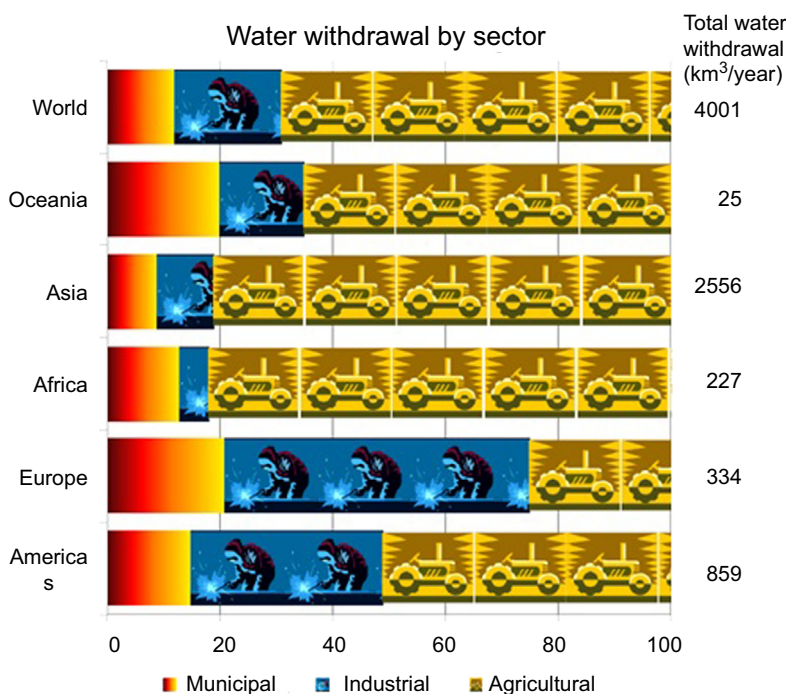 Water withdrawal by sector
Total water
withdrawal
(km³/year)
World
4001
Oceania
25
Asia
2556
Africa
227
Europe
334
America
s
859
0 20 40 60 80 100
Municipal Industrial Agricultural